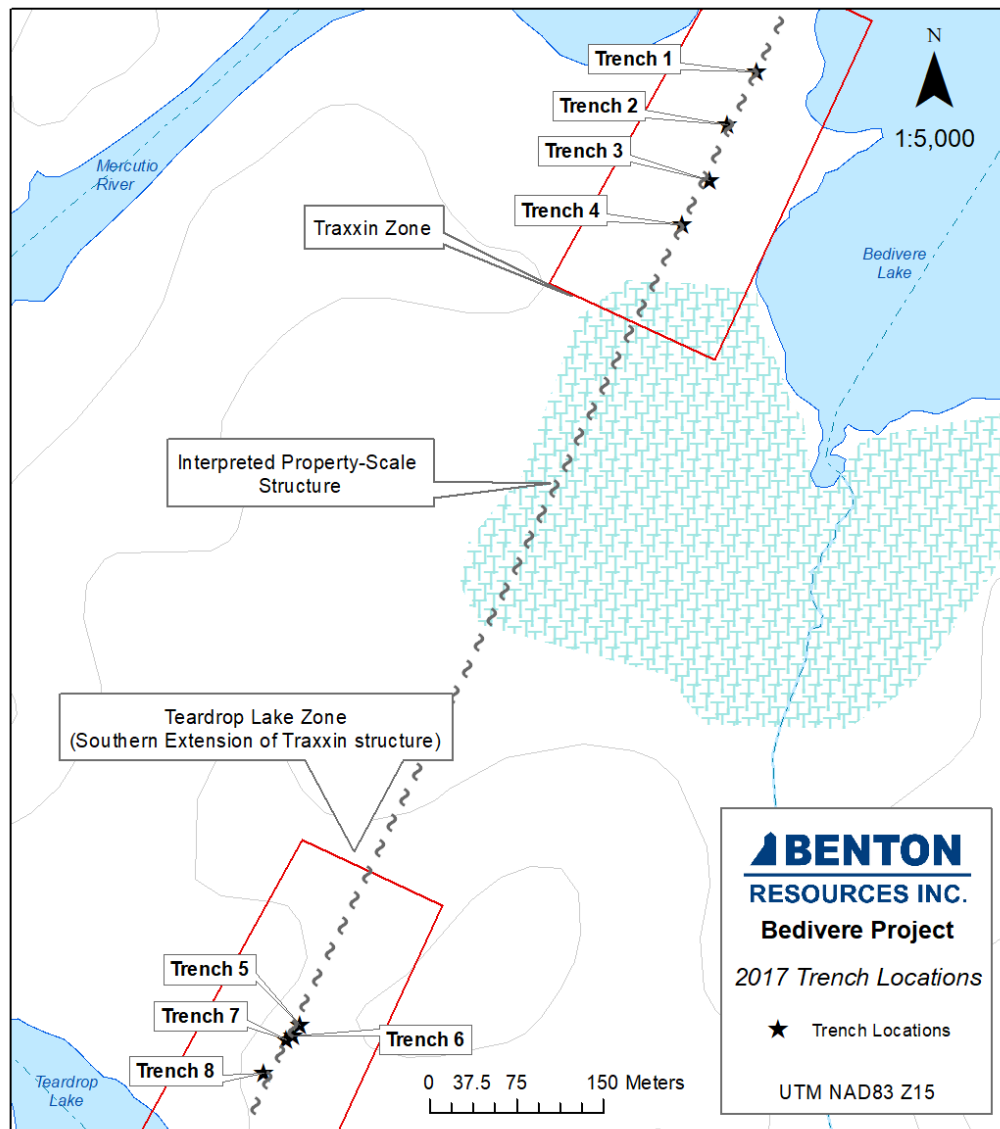 Trench 1
N
Trench 2
1:5,000
Trench 3
Mercutio
River
Trench 4
Traxxin Zone
Bedivere
Lake
Interpreted Property-Scale
Structure
Teardrop Lake Zone
(Southern Extension of Traxxin structure)
BENTON
RESOURCES INC.
Bedivere Project
2017 Trench Locations
Trench Locations
UTM NAD83 Z15
Trench 5
Trench 7
Trench 6
Trench 8
Teardrop
Lake
0 37.5 75 150 Meters